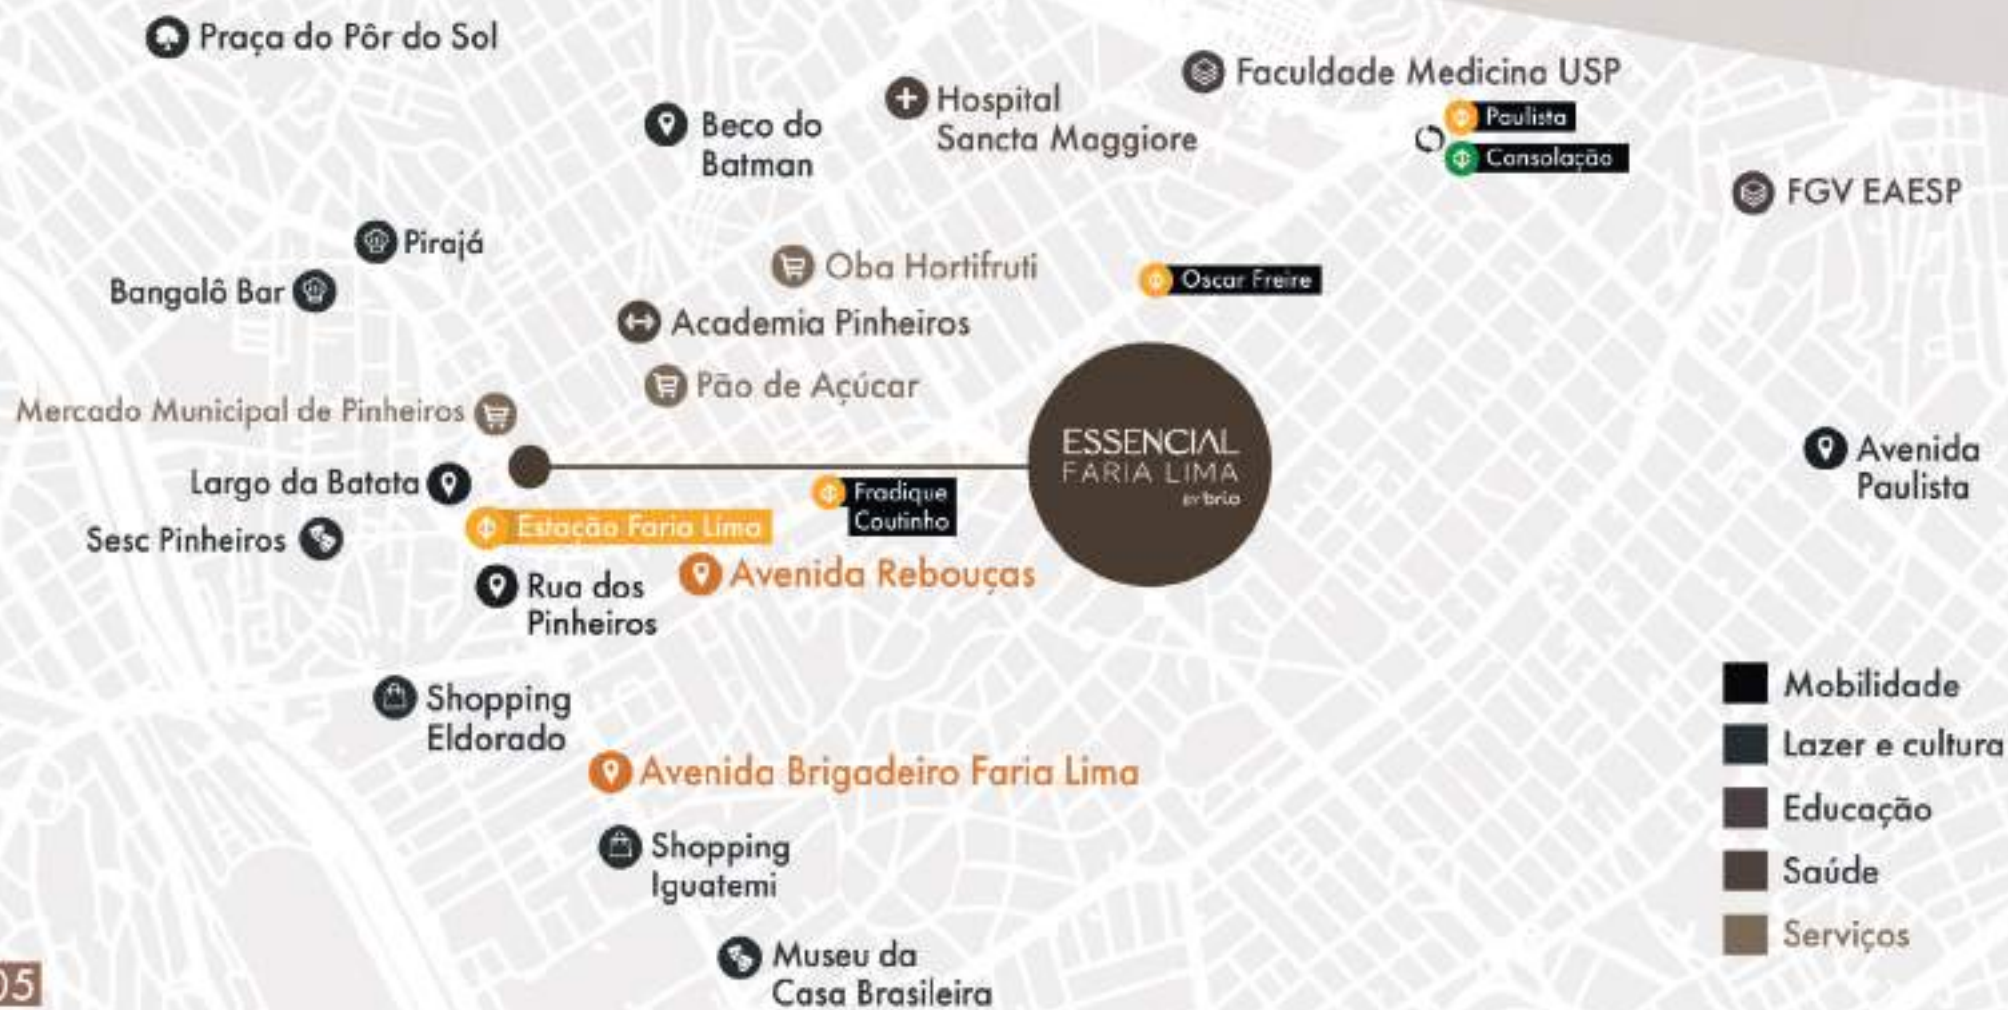 Praça do Pôr do Sol
Faculdade Medicina USP
Hospital
Sancta Maggiore
Beco do
Batman
Paulista
Consolação
FGV EAESP
Pirajá
Bangalô Bar
Oba Hortifruti
Oscar Freire
Academia Pinheiros
Pão de Açúcar
Mercado Municipal de Pinheiros
ESSENCIAL
FARIA LIMA
BY bria
Avenida
Paulista
Largo da Batata
Fradique
Coutinho
Estação Faria Lima
Sesc Pinheiros
Avenida Rebouças
Rua dos
Pinheiros
Shopping
Eldorado
Avenida Brigadeiro Faria Lima
Shopping
Iguatemi
Museu da
Casa Brasileira
Mobilidade
Lazer e cultura
Educação
Saúde
Serviços
05